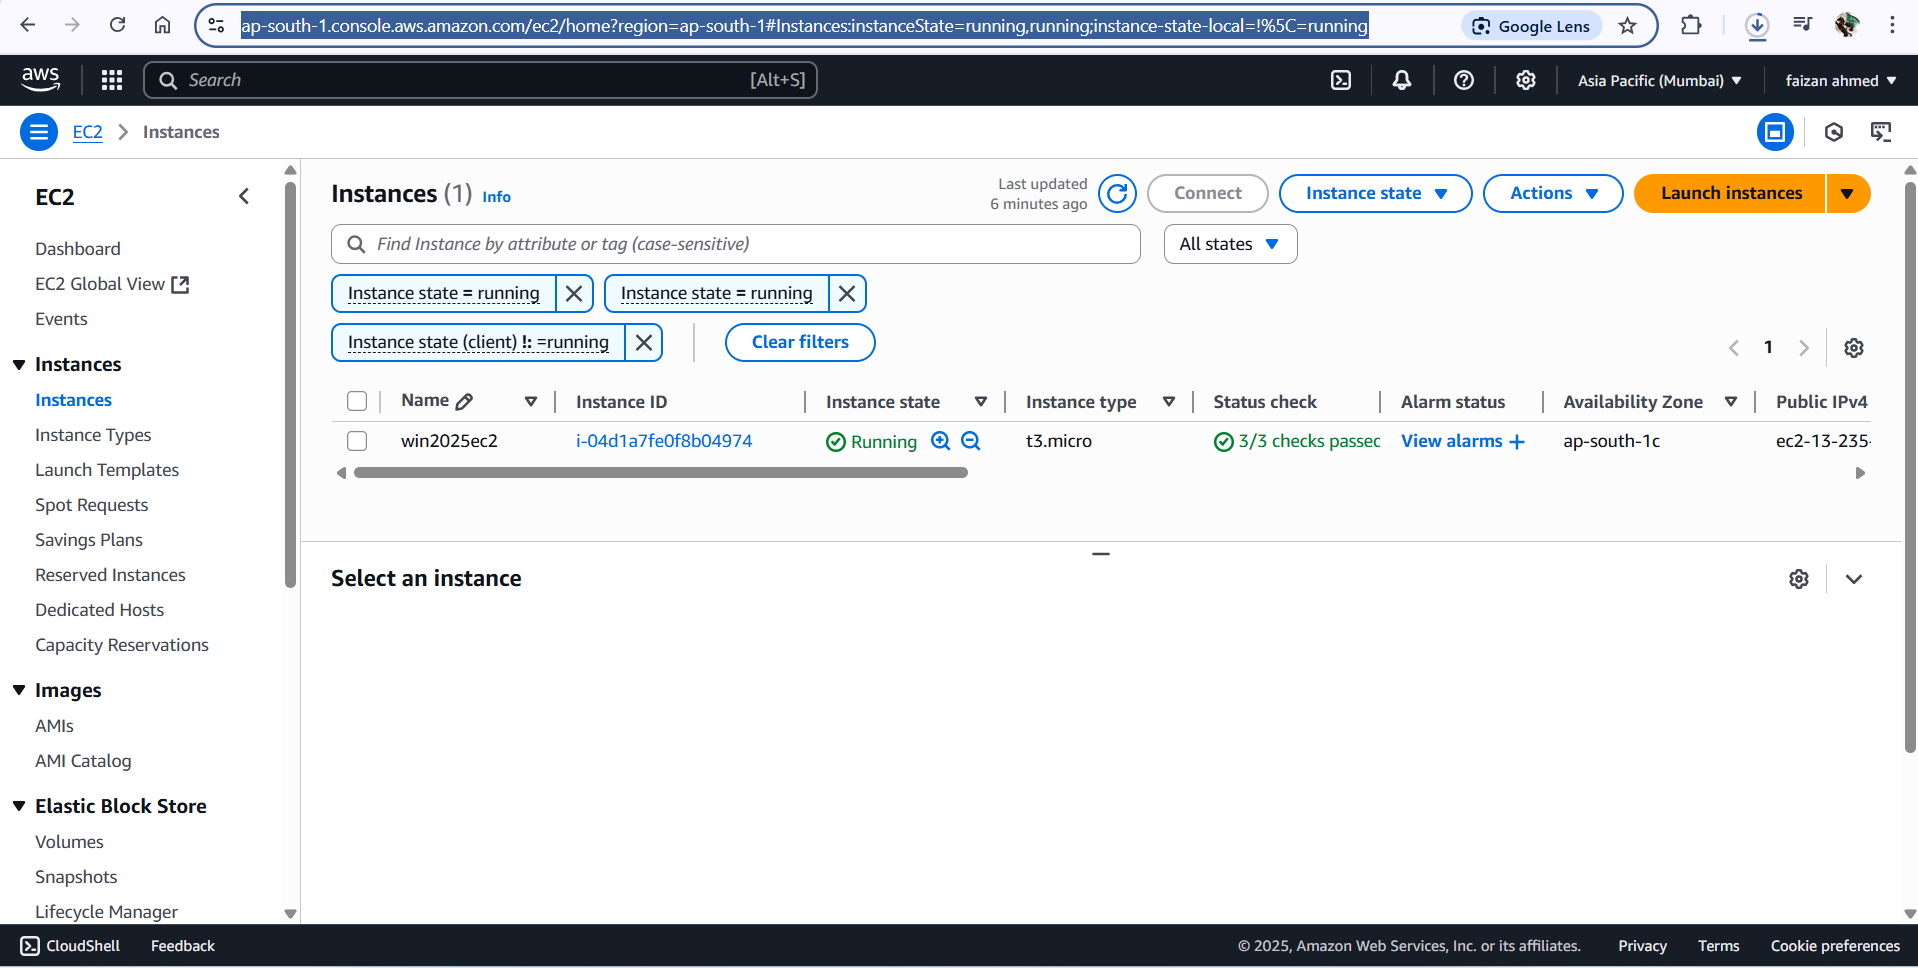 ap-south-1.console.aws.amazon.com/ec2/home?region=ap-south-1#Instances:instanceState=running,running;instance-state-local=!%5C=running
Google Lens
aws
Search
[Alt+S]
Asia Pacific (Mumbai)
faizan ahmed
EC2
Instances
EC2
Dashboard
EC2 Global View
Events
Instances
Instances
Instance Types
Launch Templates
Spot Requests
Savings Plans
Reserved Instances
Dedicated Hosts
Capacity Reservations
Images
AMIs
AMI Catalog
Elastic Block Store
Volumes
Snapshots
Lifecycle Manager
Instances (1) Info
Last updated
6 minutes ago
Connect
Instance state
Actions
Launch instances
Find Instance by attribute or tag (case-sensitive)
All states
Instance state = running
Instance state = running
Instance state (client) !: =running
Clear filters
1
Name
Instance ID
Instance state
Instance type
Status check
Alarm status
Availability Zone
Public IPv4
win2025ec2
i-04d1a7fe0f8b04974
Running
t3.micro
3/3 checks passec
View alarms +
ap-south-1c
ec2-13-235-
Select an instance
CloudShell
Feedback
© 2025, Amazon Web Services, Inc. or its affiliates.
Privacy
Terms
Cookie preferences